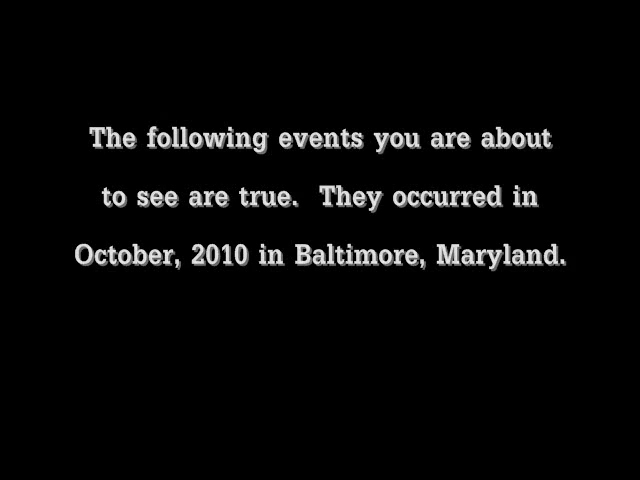 The following events you are about
to see are true. They occurred in
October, 2010 in Baltimore, Maryland.